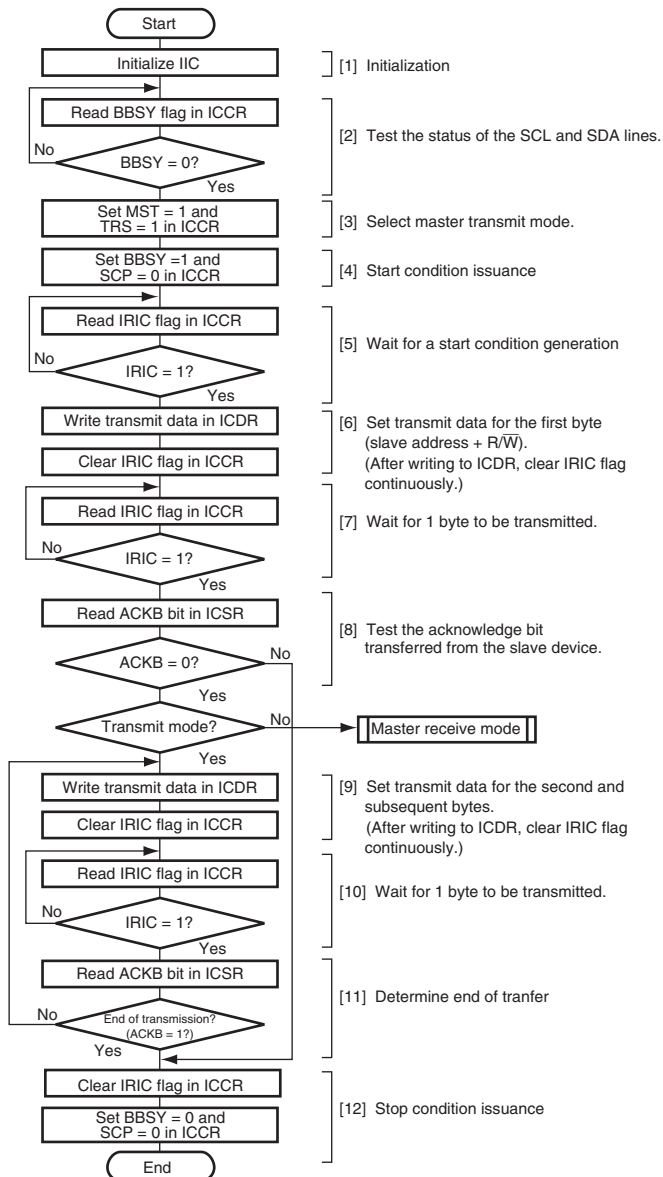 Start
Initialize IIC
[1] Initialization
Read BBSY flag in ICCR
No
BBSY = 0?
Yes
[2] Test the status of the SCL and SDA lines.
Set MST = 1 and
TRS = 1 in ICCR
[3] Select master transmit mode.
Set BBSY =1 and
SCP = 0 in ICCR
[4] Start condition issuance
Read IRIC flag in ICCR
No
IRIC = 1?
Yes
[5] Wait for a start condition generation
Write transmit data in ICDR
Clear IRIC flag in ICCR
[6] Set transmit data for the first byte
(slave address + R/W̅).
(After writing to ICDR, clear IRIC flag
continuously.)
Read IRIC flag in ICCR
No
IRIC = 1?
Yes
[7] Wait for 1 byte to be transmitted.
Read ACKB bit in ICSR
ACKB = 0?
No
Yes
[8] Test the acknowledge bit
transferred from the slave device.
Transmit mode?
No
Master receive mode
Yes
Write transmit data in ICDR
Clear IRIC flag in ICCR
[9] Set transmit data for the second and
subsequent bytes.
(After writing to ICDR, clear IRIC flag
continuously.)
Read IRIC flag in ICCR
No
IRIC = 1?
Yes
[10] Wait for 1 byte to be transmitted.
Read ACKB bit in ICSR
No
End of transmission?
(ACKB = 1?)
Yes
[11] Determine end of tranfer
Clear IRIC flag in ICCR
Set BBSY = 0 and
SCP = 0 in ICCR
[12] Stop condition issuance
End